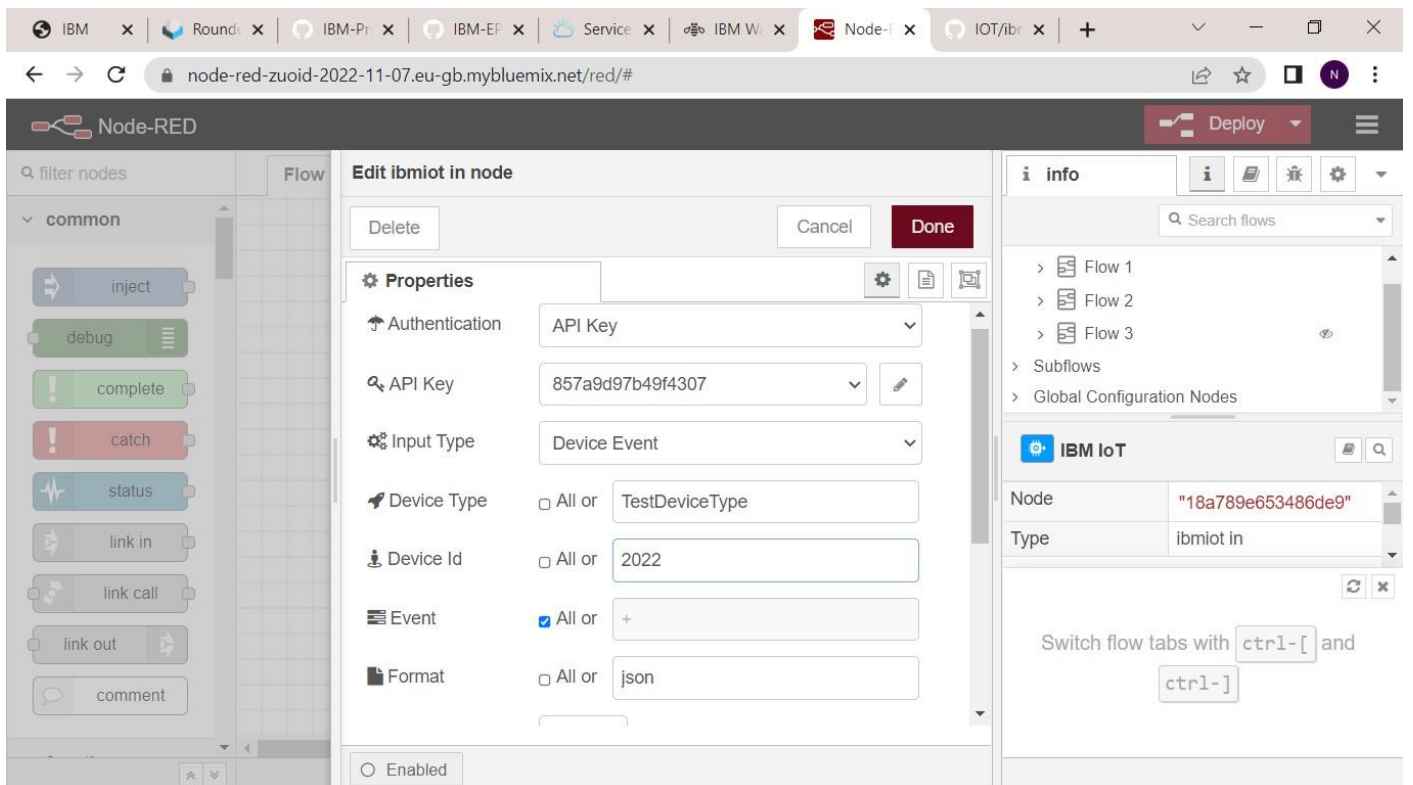 IBM
Round
IBM-Pr
IBM-EP
Service
IBM W
Node-R
IOT/ibr
node-red-zuoid-2022-11-07.eu-gb.mybluemix.net/red/#
N
Node-RED
Deploy
filter nodes
common
inject
debug
complete
catch
status
link in
link call
link out
comment
Flow
Edit ibmiot in node
Delete
Cancel
Done
Properties
Authentication API Key
API Key 857a9d97b49f4307
Input Type Device Event
Device Type All or TestDeviceType
Device Id All or 2022
Event All or +
Format All or json
Enabled
i info
i
Search flows
Flow 1
Flow 2
Flow 3
Subflows
Global Configuration Nodes
IBM IoT
Node "18a789e653486de9"
Type ibmiot in
Switch flow tabs with ctrl-[ and
ctrl-]